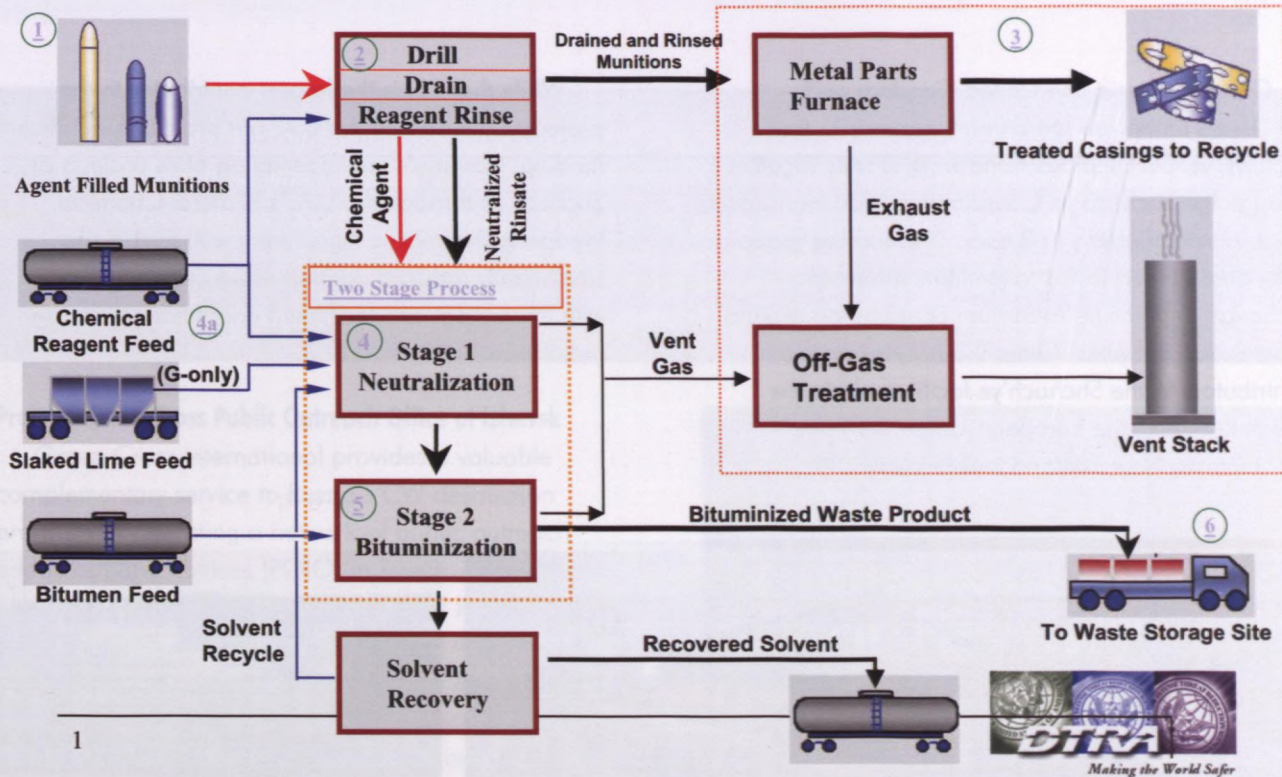 1
Agent Filled Munitions
2
Drill
Drain
Reagent Rinse
Drained and Rinsed
Munitions
Metal Parts
Furnace
3
Treated Casings to Recycle
Chemical
Agent
Neutralized
Rinsate
Exhaust
Gas
Two Stage Process
Chemical
Reagent Feed
4a
(G-only)
Slaked Lime Feed
4
Stage 1
Neutralization
Vent
Gas
Off-Gas
Treatment
Vent Stack
5
Stage 2
Bituminization
Bitumen Feed
Bituminized Waste Product
6
To Waste Storage Site
Solvent
Recycle
Solvent
Recovery
Recovered Solvent
1
DTRA
Making the World Safer